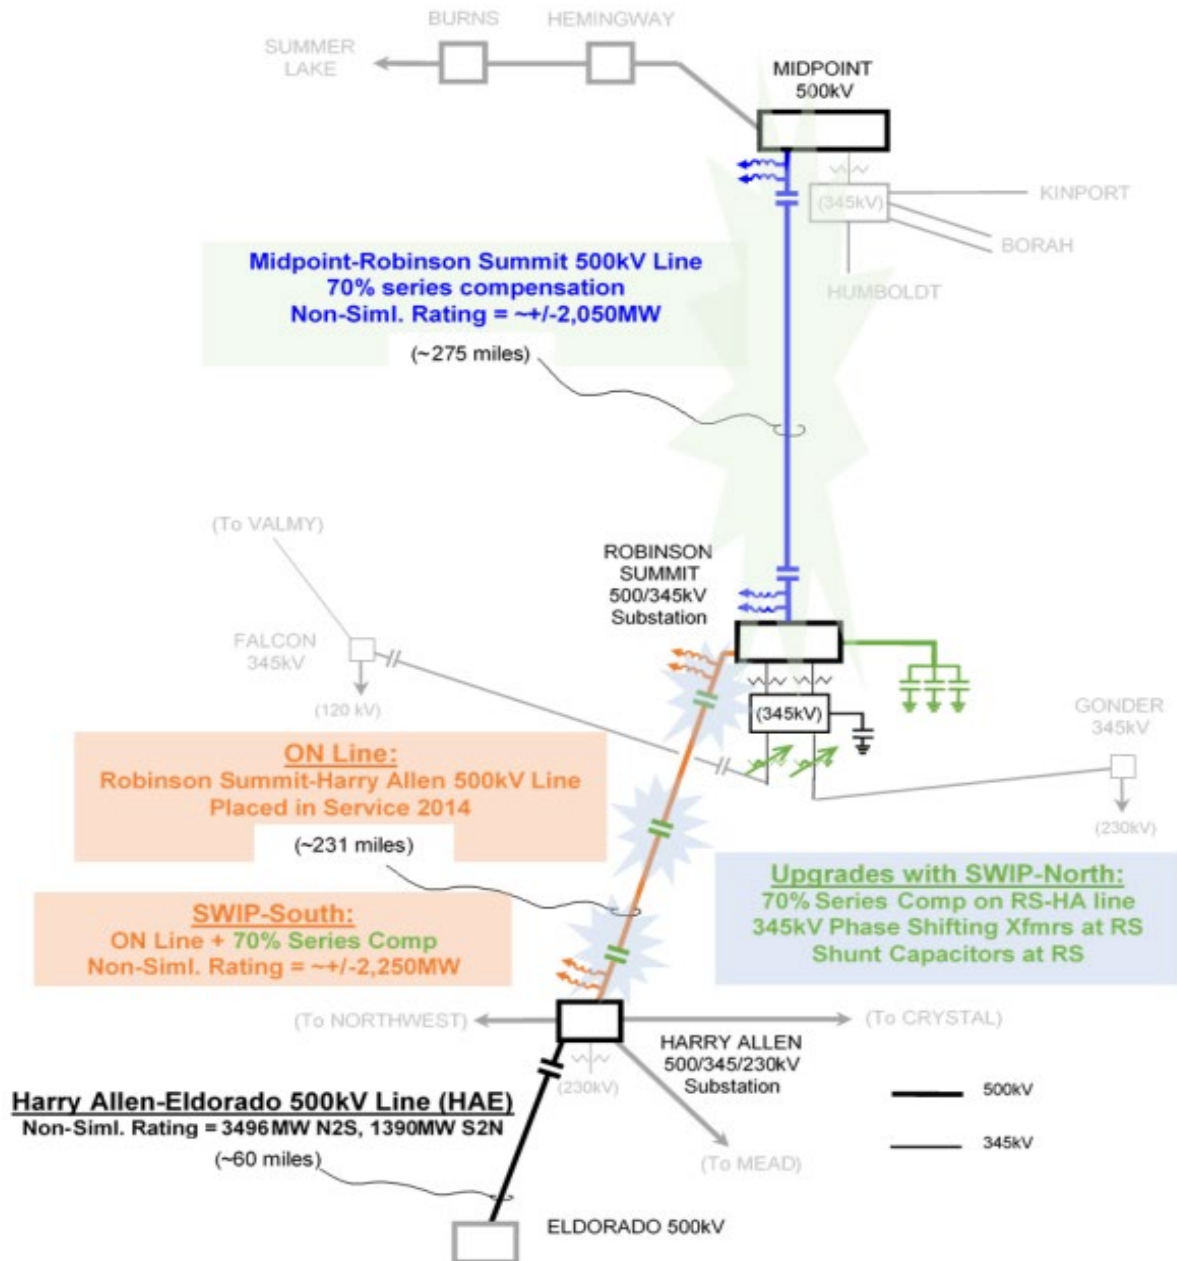 BURNS
HEMINGWAY
SUMMER
LAKE
MIDPOINT
500kV
(345kV)
KINPORT
BORAH
HUMBOLDT
Midpoint-Robinson Summit 500kV Line
70% series compensation
Non-Siml. Rating = ~+/-2,050MW
(~275 miles)
(To VALMY)
ROBINSON
SUMMIT
500/345kV
Substation
FALCON
345kV
(120 kV)
(345kV)
GONDER
345kV
(230kV)
ON Line:
Robinson Summit-Harry Allen 500kV Line
Placed in Service 2014
(~231 miles)
SWIP-South:
ON Line + 70% Series Comp
Non-Siml. Rating = ~+/-2,250MW
Upgrades with SWIP-North:
70% Series Comp on RS-HA line
345kV Phase Shifting Xfmrs at RS
Shunt Capacitors at RS
(To NORTHWEST)
(To CRYSTAL)
HARRY ALLEN
500/345/230kV
Substation
(230kV)
(To MEAD)
Harry Allen-Eldorado 500kV Line (HAE)
Non-Siml. Rating = 3496MW N2S, 1390MW S2N
(~60 miles)
500kV
345kV
ELDORADO 500kV